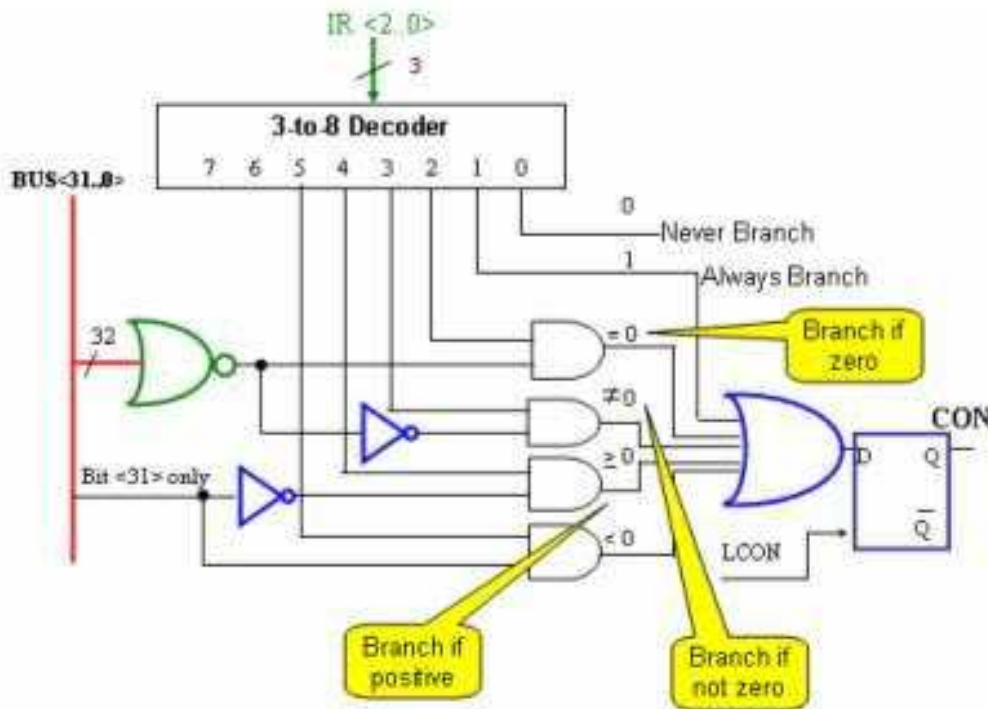 IR <2..0>
3
3-to-8 Decoder
7 6 5 4 3 2 1 0
BUS<31..0>
0
Never Branch
1
Always Branch
32
= 0
Branch if
zero
≠0
CON
≥ 0
D Q
Bit <31> only
Q
< 0
LCON
Branch if
positive
Branch if
not zero